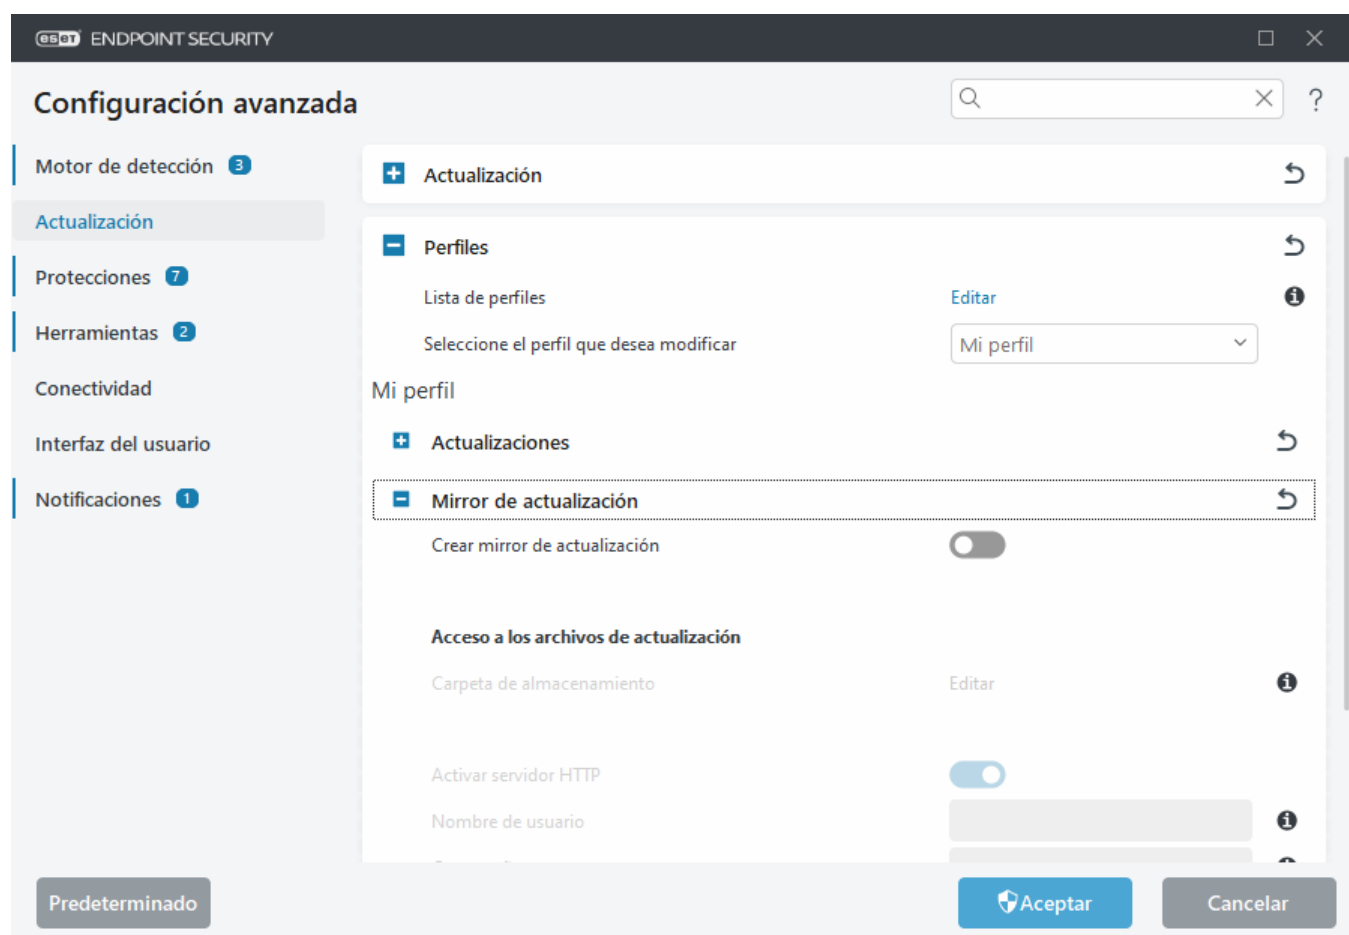 eset ENDPOINT SECURITY
Configuración avanzada
?
Motor de detección 3
Actualización
Protecciones 7
Herramientas 2
Conectividad
Interfaz del usuario
Notificaciones 1
Actualización
Perfiles
Lista de perfiles Editar
Seleccione el perfil que desea modificar Mi perfil
Mi perfil
Actualizaciones
Mirror de actualización
Crear mirror de actualización
Acceso a los archivos de actualización
Carpeta de almacenamiento Editar
Activar servidor HTTP
Nombre de usuario
Predeterminado
Aceptar
Cancelar